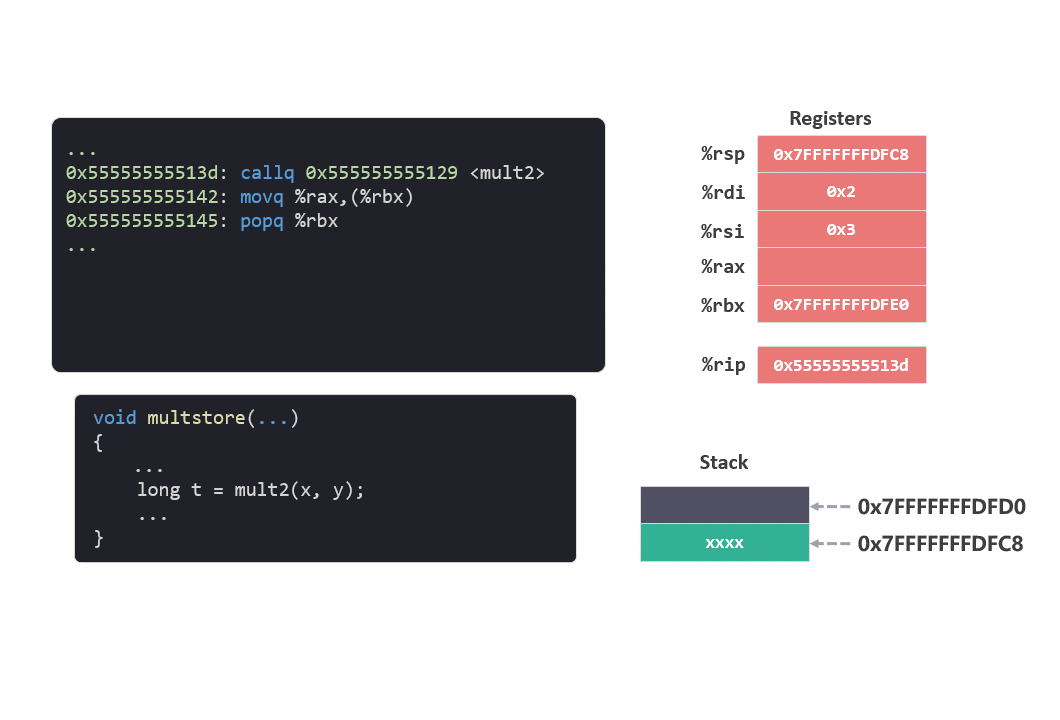 ...
0x55555555513d: callq 0x555555555129 <mult2>
0x555555555142: movq %rax,(%rbx)
0x555555555145: popq %rbx
...
void multstore(...)
{
...
long t = mult2(x, y);
...
}
Registers
%rsp 0x7FFFFFFFDFC8
%rdi 0x2
%rsi 0x3
%rax
%rbx 0x7FFFFFFFDFE0
%rip 0x55555555513d
Stack
0x7FFFFFFFDFD0
xxxx 0x7FFFFFFFDFC8